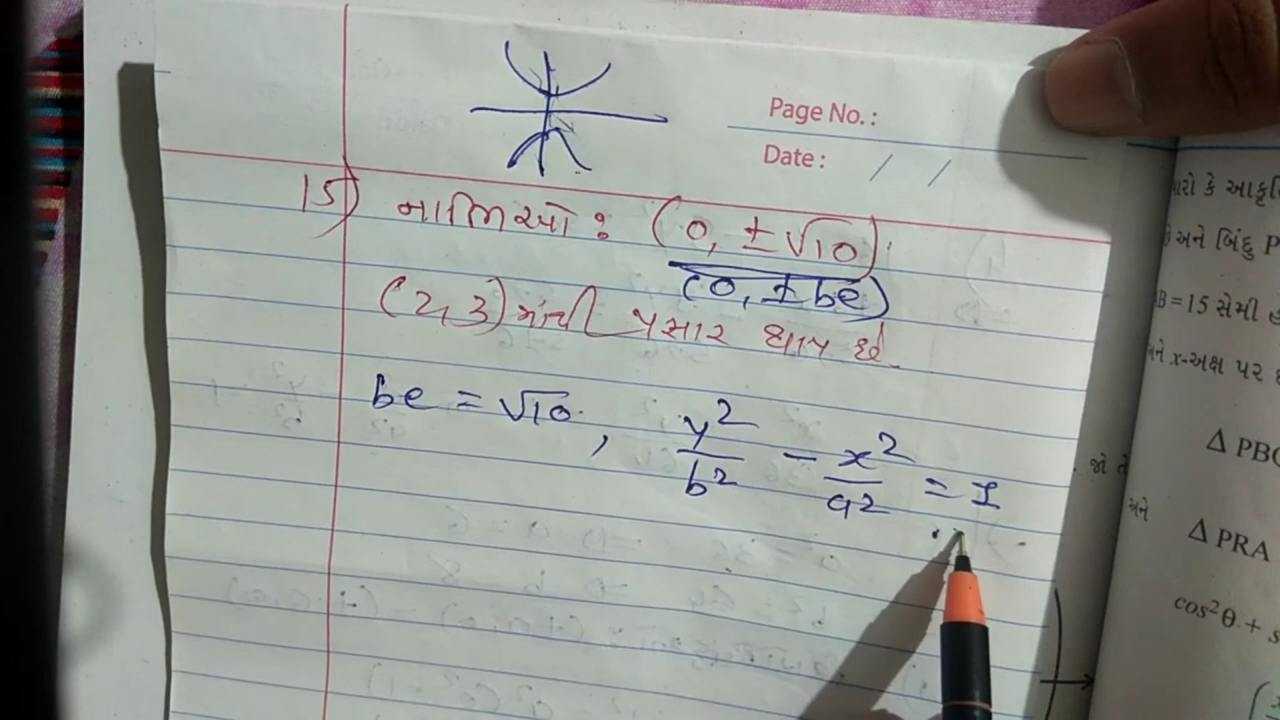 Page No.:
Date: / /
15) નાભિઓ : (0, ±√10)
(0, ±be)
(2, 3) માંથી પસાર થાય છે.
be = √10, y²/b² - x²/a² = 1
કે આકૃતિ
અને બિંદુ P
B = 15 સેમી
x-અક્ષ પર
જો તે
અને
Δ PBC
Δ PRA
cos²θ + s